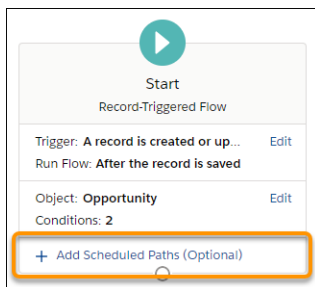 Start
Record-Triggered Flow
Trigger: A record is created or up... Edit
Run Flow: After the record is saved
Object: Opportunity Edit
Conditions: 2
+ Add Scheduled Paths (Optional)